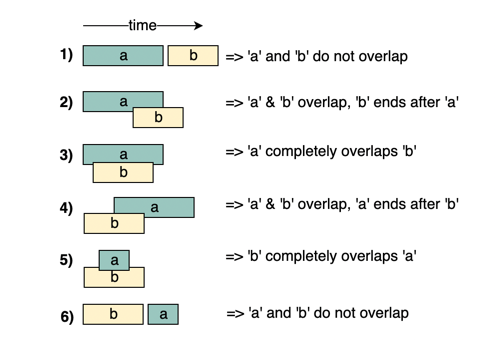 time
1) a b => 'a' and 'b' do not overlap
2) a b => 'a' & 'b' overlap, 'b' ends after 'a'
3) a b => 'a' completely overlaps 'b'
4) a b => 'a' & 'b' overlap, 'a' ends after 'b'
5) a b => 'b' completely overlaps 'a'
6) b a => 'a' and 'b' do not overlap